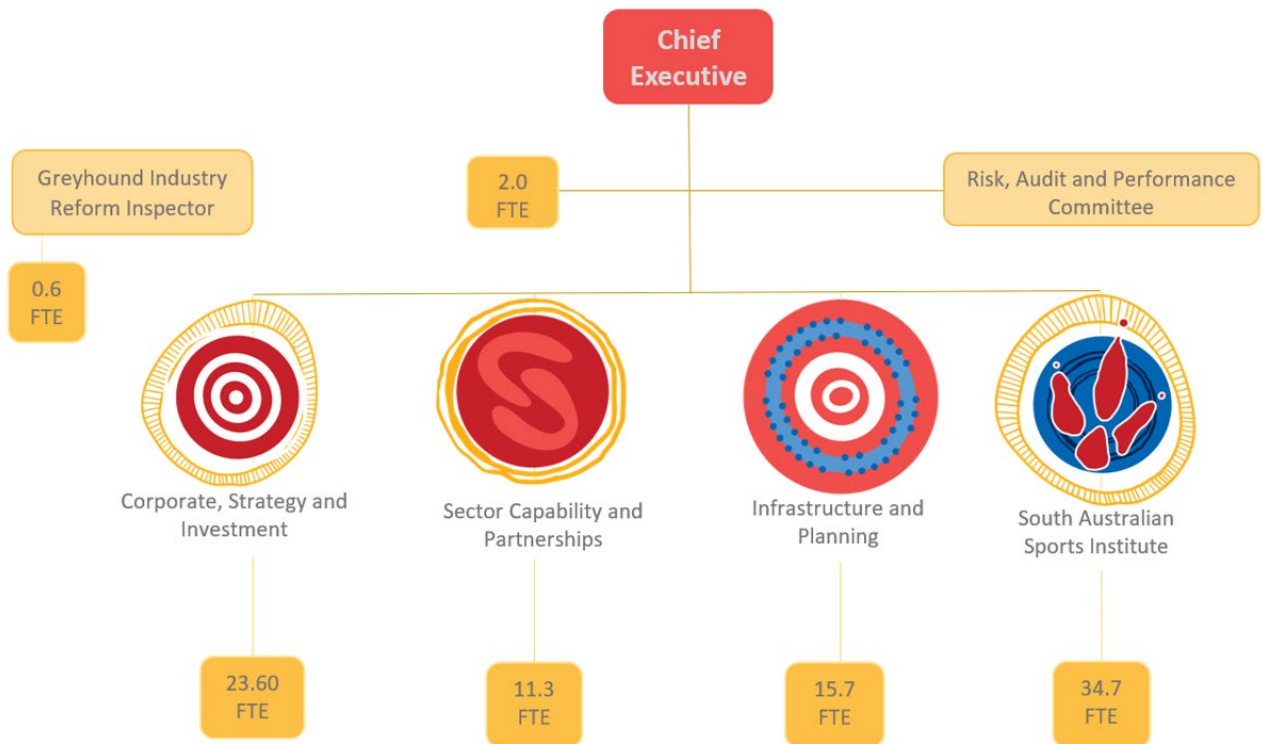 Chief
Executive
Greyhound Industry
Reform Inspector
2.0
FTE
Risk, Audit and Performance
Committee
0.6
FTE
Corporate, Strategy and
Investment
Sector Capability and
Partnerships
Infrastructure and
Planning
South Australian
Sports Institute
23.60
FTE
11.3
FTE
15.7
FTE
34.7
FTE